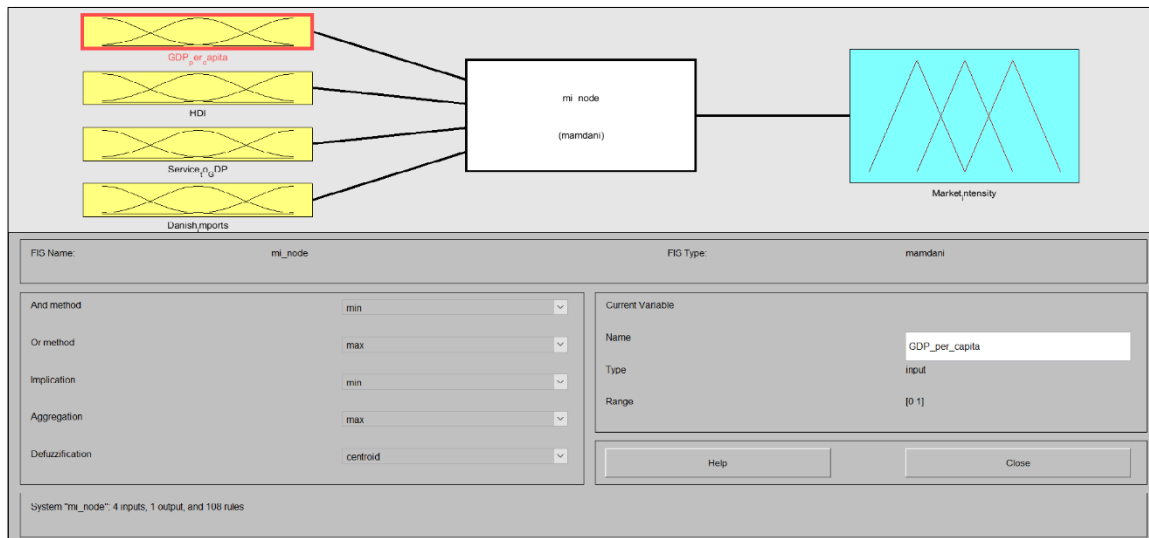 GDP_per_capita
HDI
Service_to_GDP
Danish_imports
mi_node
(mamdani)
Market_intensity
FIS Name: mi_node FIS Type: mamdani
And method min
Or method max
Implication min
Aggregation max
Defuzzification centroid
Current Variable
Name GDP_per_capita
Type input
Range [0 1]
Help Close
System "mi_node": 4 inputs, 1 output, and 108 rules